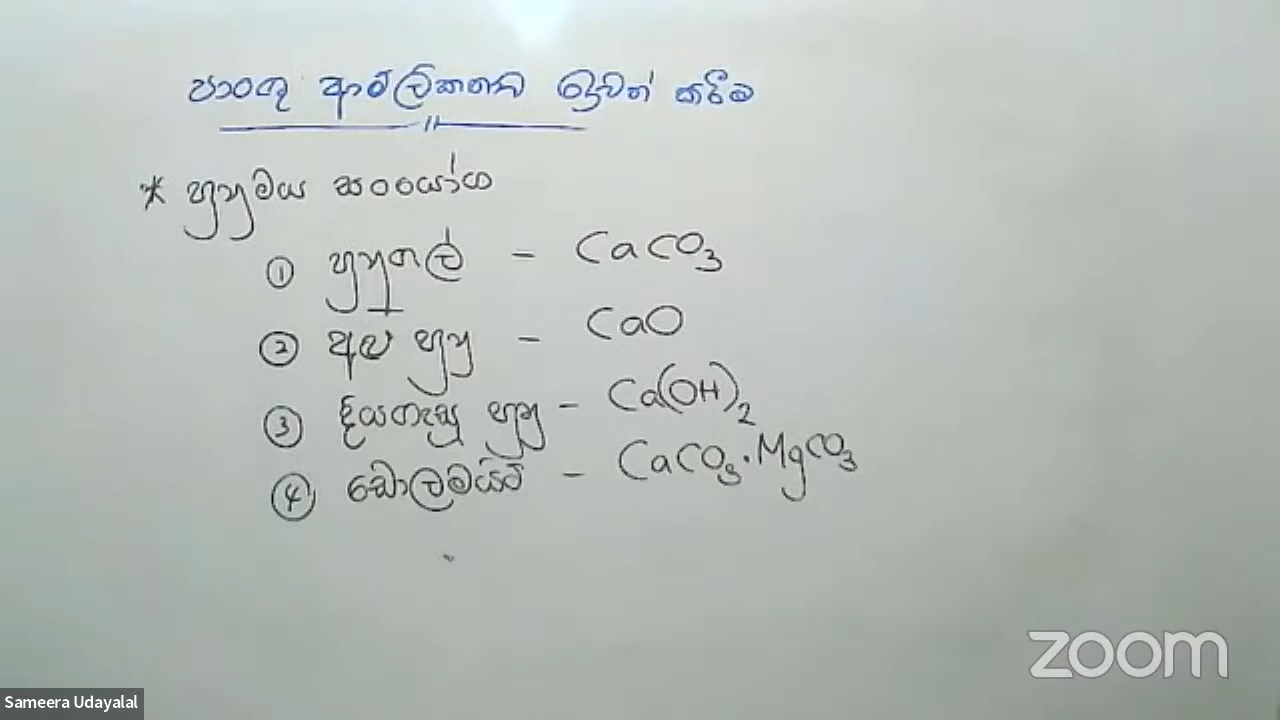 පාංශු ආම්ලිකතාව ඉවත් කිරීම
* හුනුමය සංයෝග
① හුනුගල් - CaCO₃
② අළු හුනු - CaO
③ දියගැසූ හුනු - Ca(OH)₂
④ ඩොලමයිට් - CaCO₃.MgCO₃
zoom
Sameera Udayalal